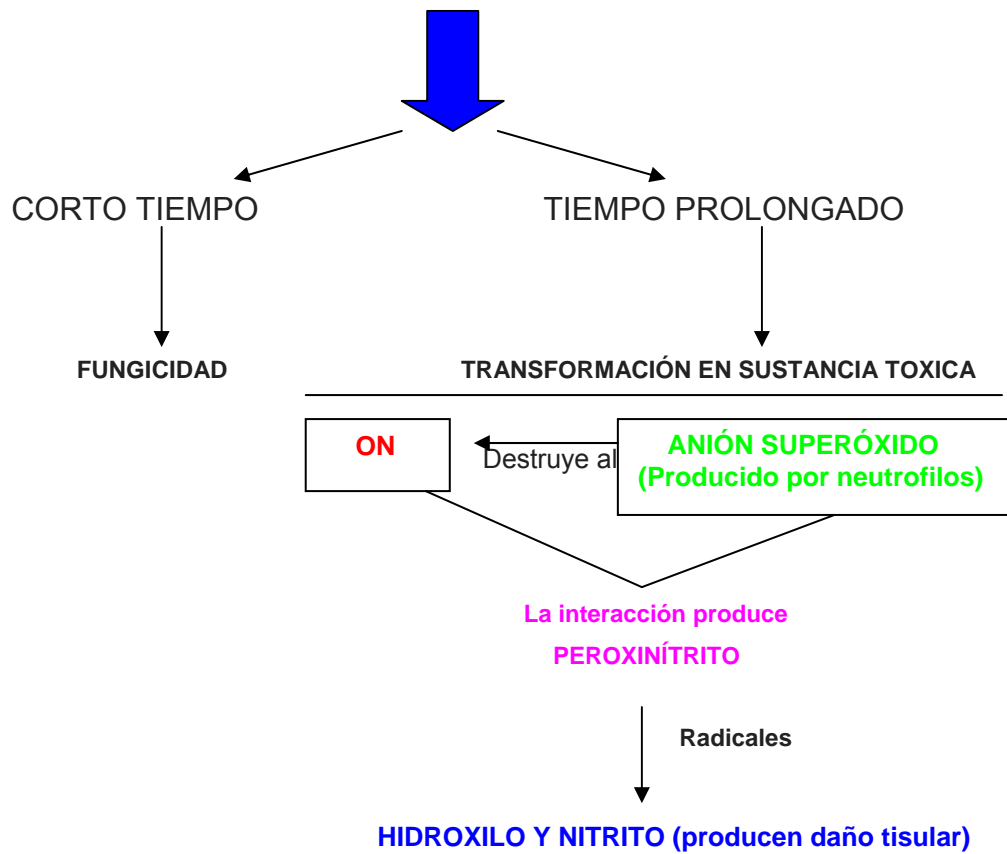 CORTO TIEMPO
TIEMPO PROLONGADO
FUNGICIDAD
TRANSFORMACIÓN EN SUSTANCIA TOXICA
ON
Destruye al
ANIÓN SUPERÓXIDO
(Producido por neutrofilos)
La interacción produce
PEROXINÍTRITO
Radicales
HIDROXILO Y NITRITO (producen daño tisular)